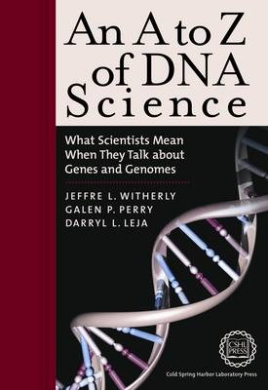 An A to Z
of DNA
Science
What Scientists Mean
When They Talk about
Genes and Genomes
JEFFRE L. WITHERLY
GALEN P. PERRY
DARRYL L. LEJA
CSHL
PRESS
Cold Spring Harbor Laboratory Press